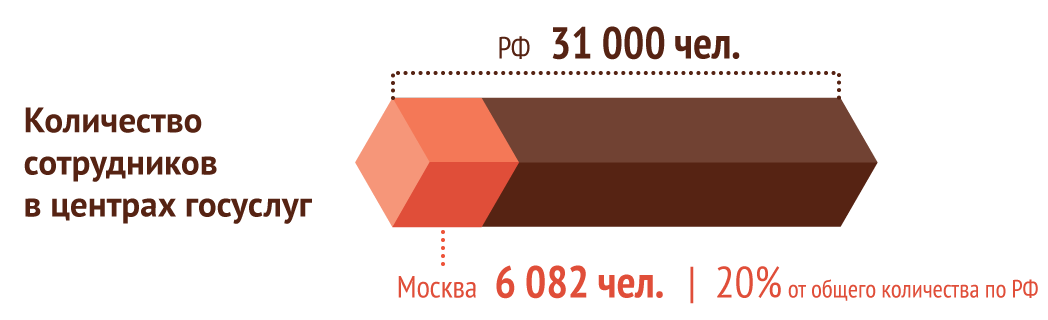 РФ 31 000 чел.
Количество
сотрудников
в центрах госуслуг
Москва 6 082 чел. | 20% от общего количества по РФ